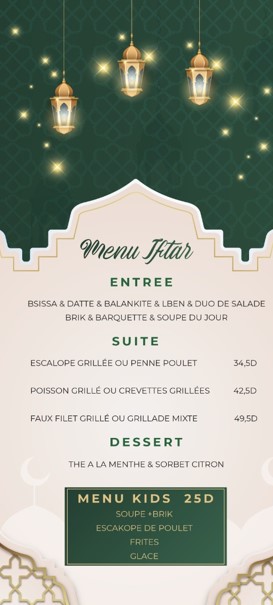 Menu Iftar
ENTREE
BSISSA & DATTE & BALANKITE & LBEN & DUO DE SALADE
BRIK & BARQUETTE & SOUPE DU JOUR
SUITE
ESCALOPE GRILLÉE OU PENNE POULET 34,5D
POISSON GRILLÉ OU CREVETTES GRILLÉES 42,5D
FAUX FILET GRILLÉ OU GRILLADE MIXTE 49,5D
DESSERT
THE A LA MENTHE & SORBET CITRON
MENU KIDS 25D
SOUPE +BRIK
ESCAKOPE DE POULET
FRITES
GLACE